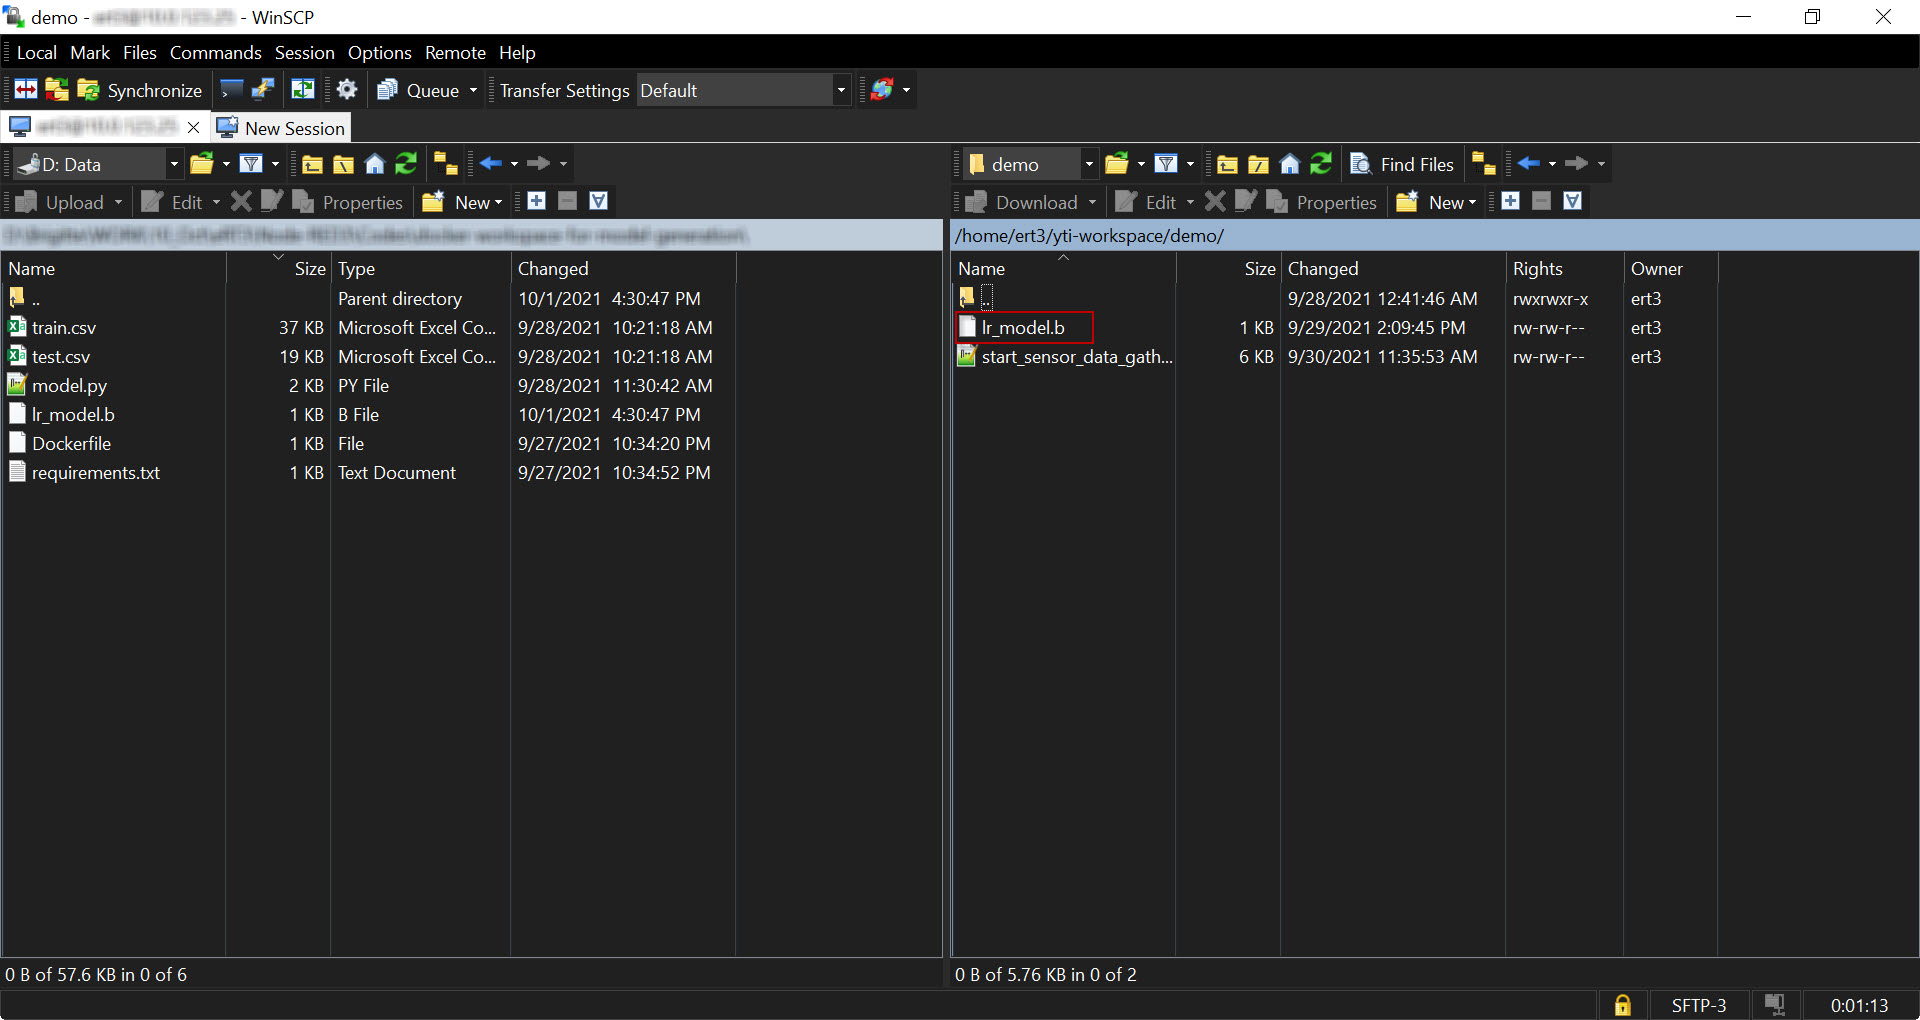 demo - - WinSCP
Local Mark Files Commands Session Options Remote Help
Synchronize Queue Transfer Settings Default
New Session
D: Data
demo Find Files
Upload Edit Properties New
Download Edit Properties New
/home/ert3/yti-workspace/demo/
Name Size Type Changed
.. Parent directory 10/1/2021 4:30:47 PM
train.csv 37 KB Microsoft Excel Co... 9/28/2021 10:21:18 AM
test.csv 19 KB Microsoft Excel Co... 9/28/2021 10:21:18 AM
model.py 2 KB PY File 9/28/2021 11:30:42 AM
lr_model.b 1 KB B File 10/1/2021 4:30:47 PM
Dockerfile 1 KB File 9/27/2021 10:34:20 PM
requirements.txt 1 KB Text Document 9/27/2021 10:34:52 PM
Name Size Changed Rights Owner
.. 9/28/2021 12:41:46 AM rwxrwxr-x ert3
lr_model.b 1 KB 9/29/2021 2:09:45 PM rw-rw-r-- ert3
start_sensor_data_gath... 6 KB 9/30/2021 11:35:53 AM rw-rw-r-- ert3
0 B of 57.6 KB in 0 of 6
0 B of 5.76 KB in 0 of 2
SFTP-3 0:01:13